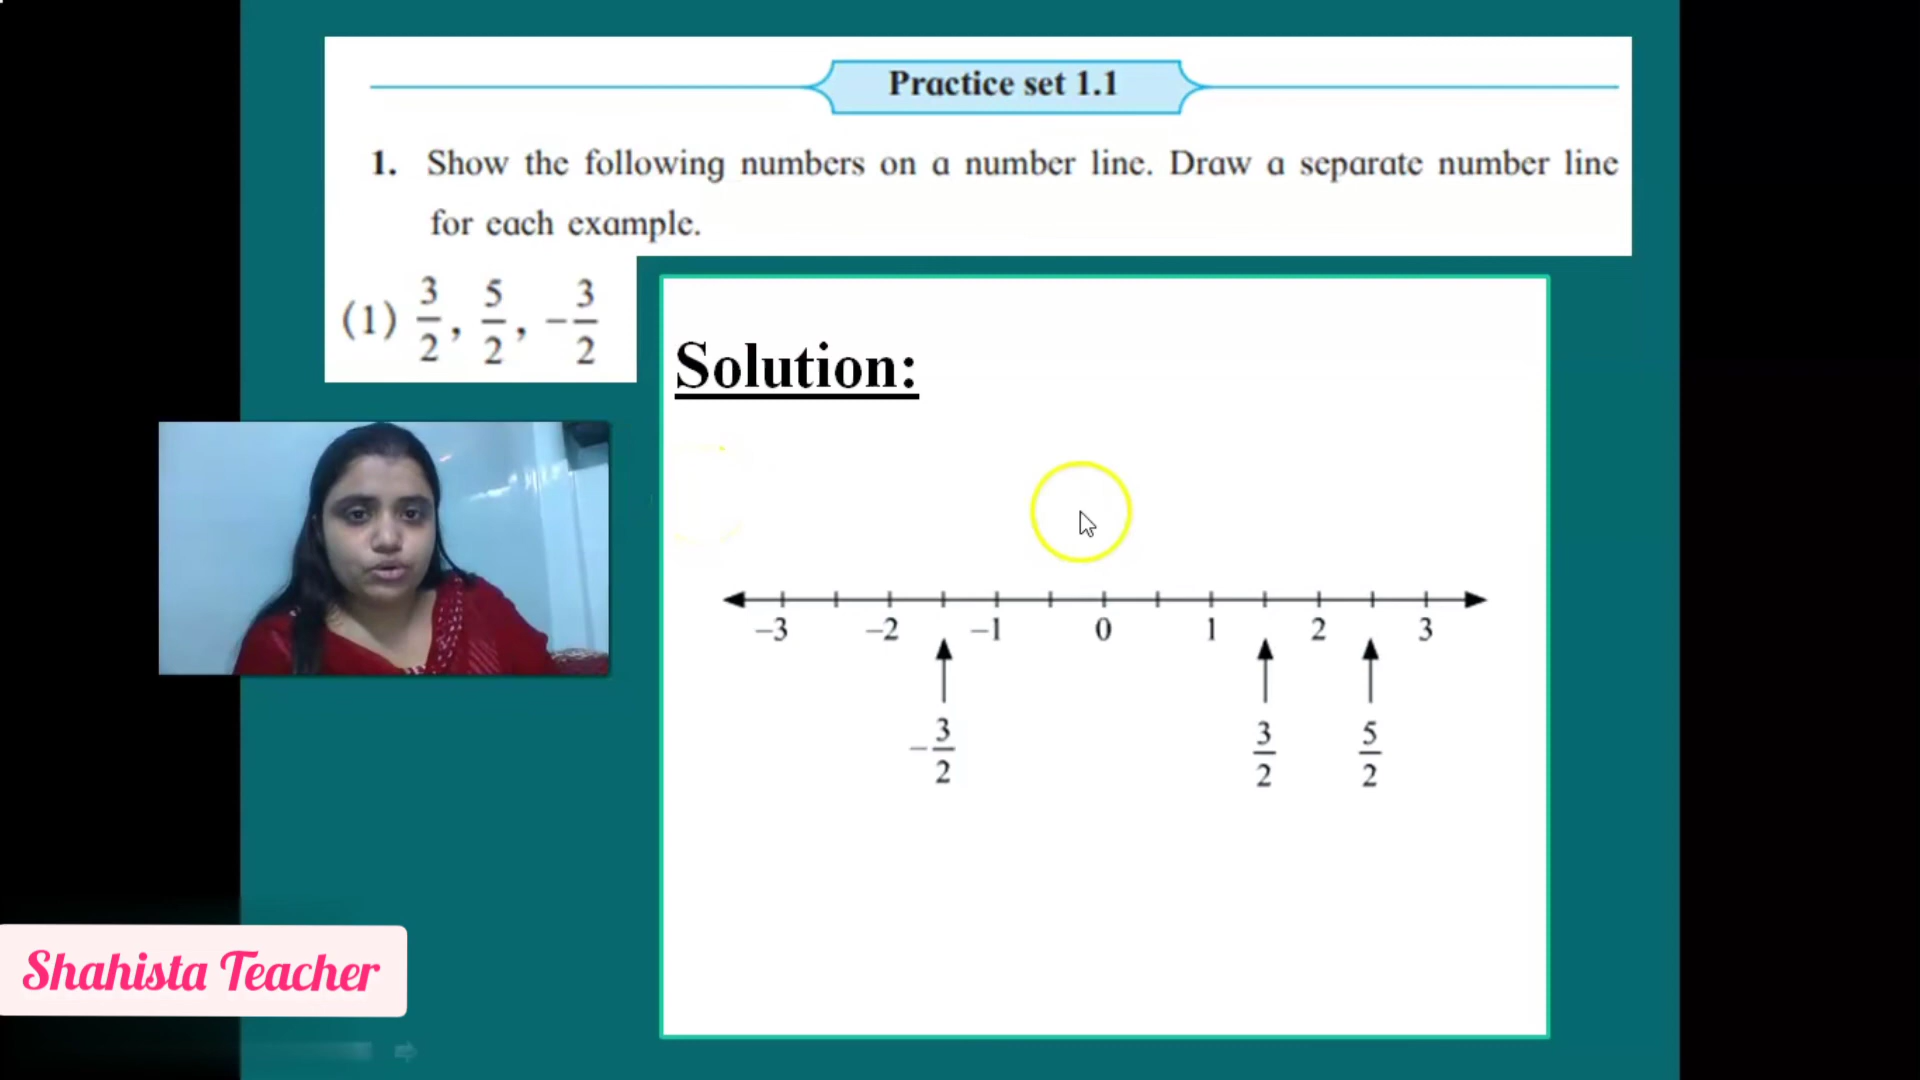 Practice set 1.1
1. Show the following numbers on a number line. Draw a separate number line
for each example.
(1) 3/2, 5/2, -3/2
Solution:
–3 –2 –1 0 1 2 3
-3/2 3/2 5/2
Shahista Teacher